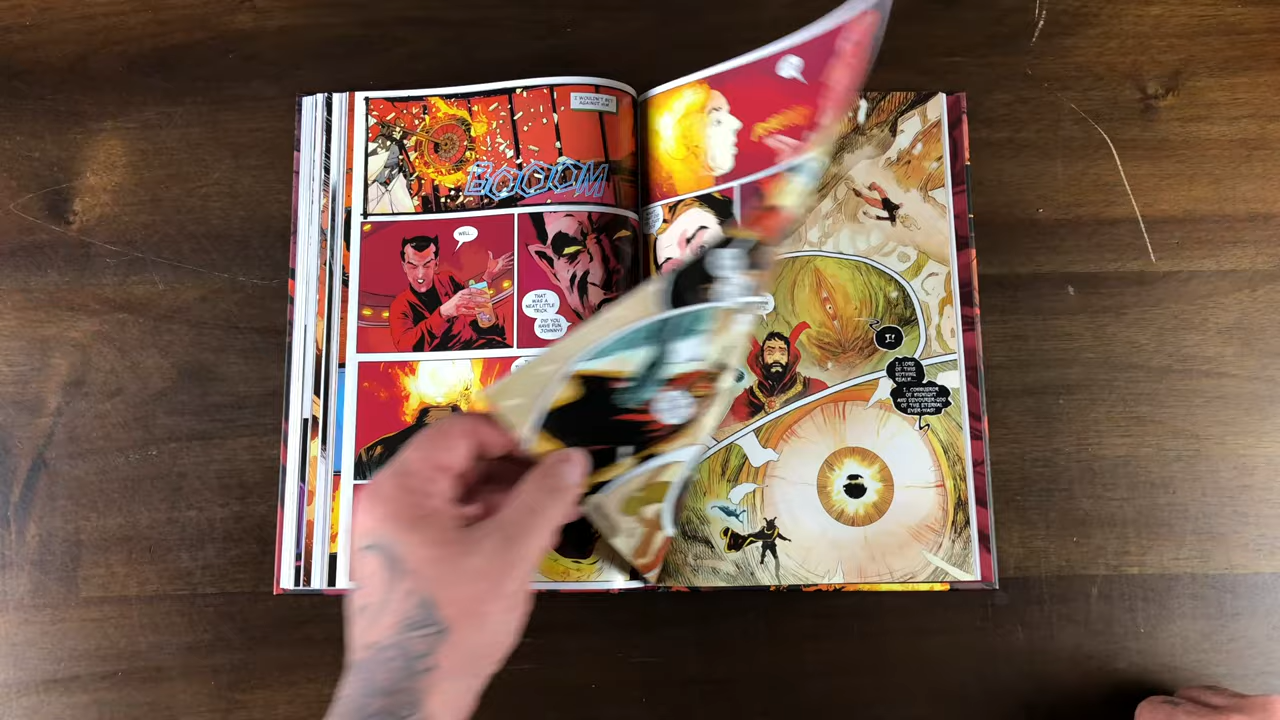 I WOULDN'T BET
AGAINST HIM.
BOOOM
WELL...
THAT
WAS A
NEAT LITTLE
TRICK.
DID YOU
HAVE FUN,
JOHNNY?
I!
I, LORD
OF THIS
NOTHING
REALM...
I, CONQUEROR
OF MIDNIGHT
AND DEVOURER-GOD
OF THE ETERNAL
EVER-WAS!